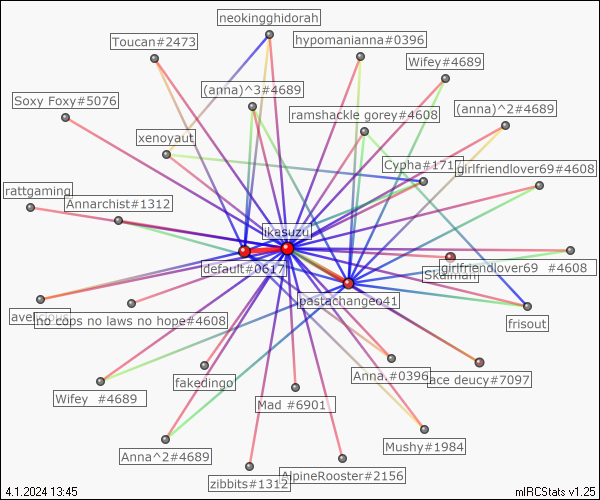 neokingghidorah
Toucan#2473
hypomanianna#0396
Wifey#4689
(anna)^3#4689
Soxy Foxy#5076
ramshackle gorey#4608
(anna)^2#4689
xenoyaut
Cypha#171
girlfriendlover69#4608
rattgaming
Annarchist#1312
ikasuzu
default#0617
Skaiman
girlfriendlover69 #4608
pastachangeo41
avelicious
no cops no laws no hope#4608
frisout
fakedingo
Anna.#0396
ace deucy#7097
Wifey #4689
Mad #6901
Mushy#1984
Anna^2#4689
zibbits#1312
AlpineRooster#2156
4.1.2024 13:45
mIRCStats v1.25